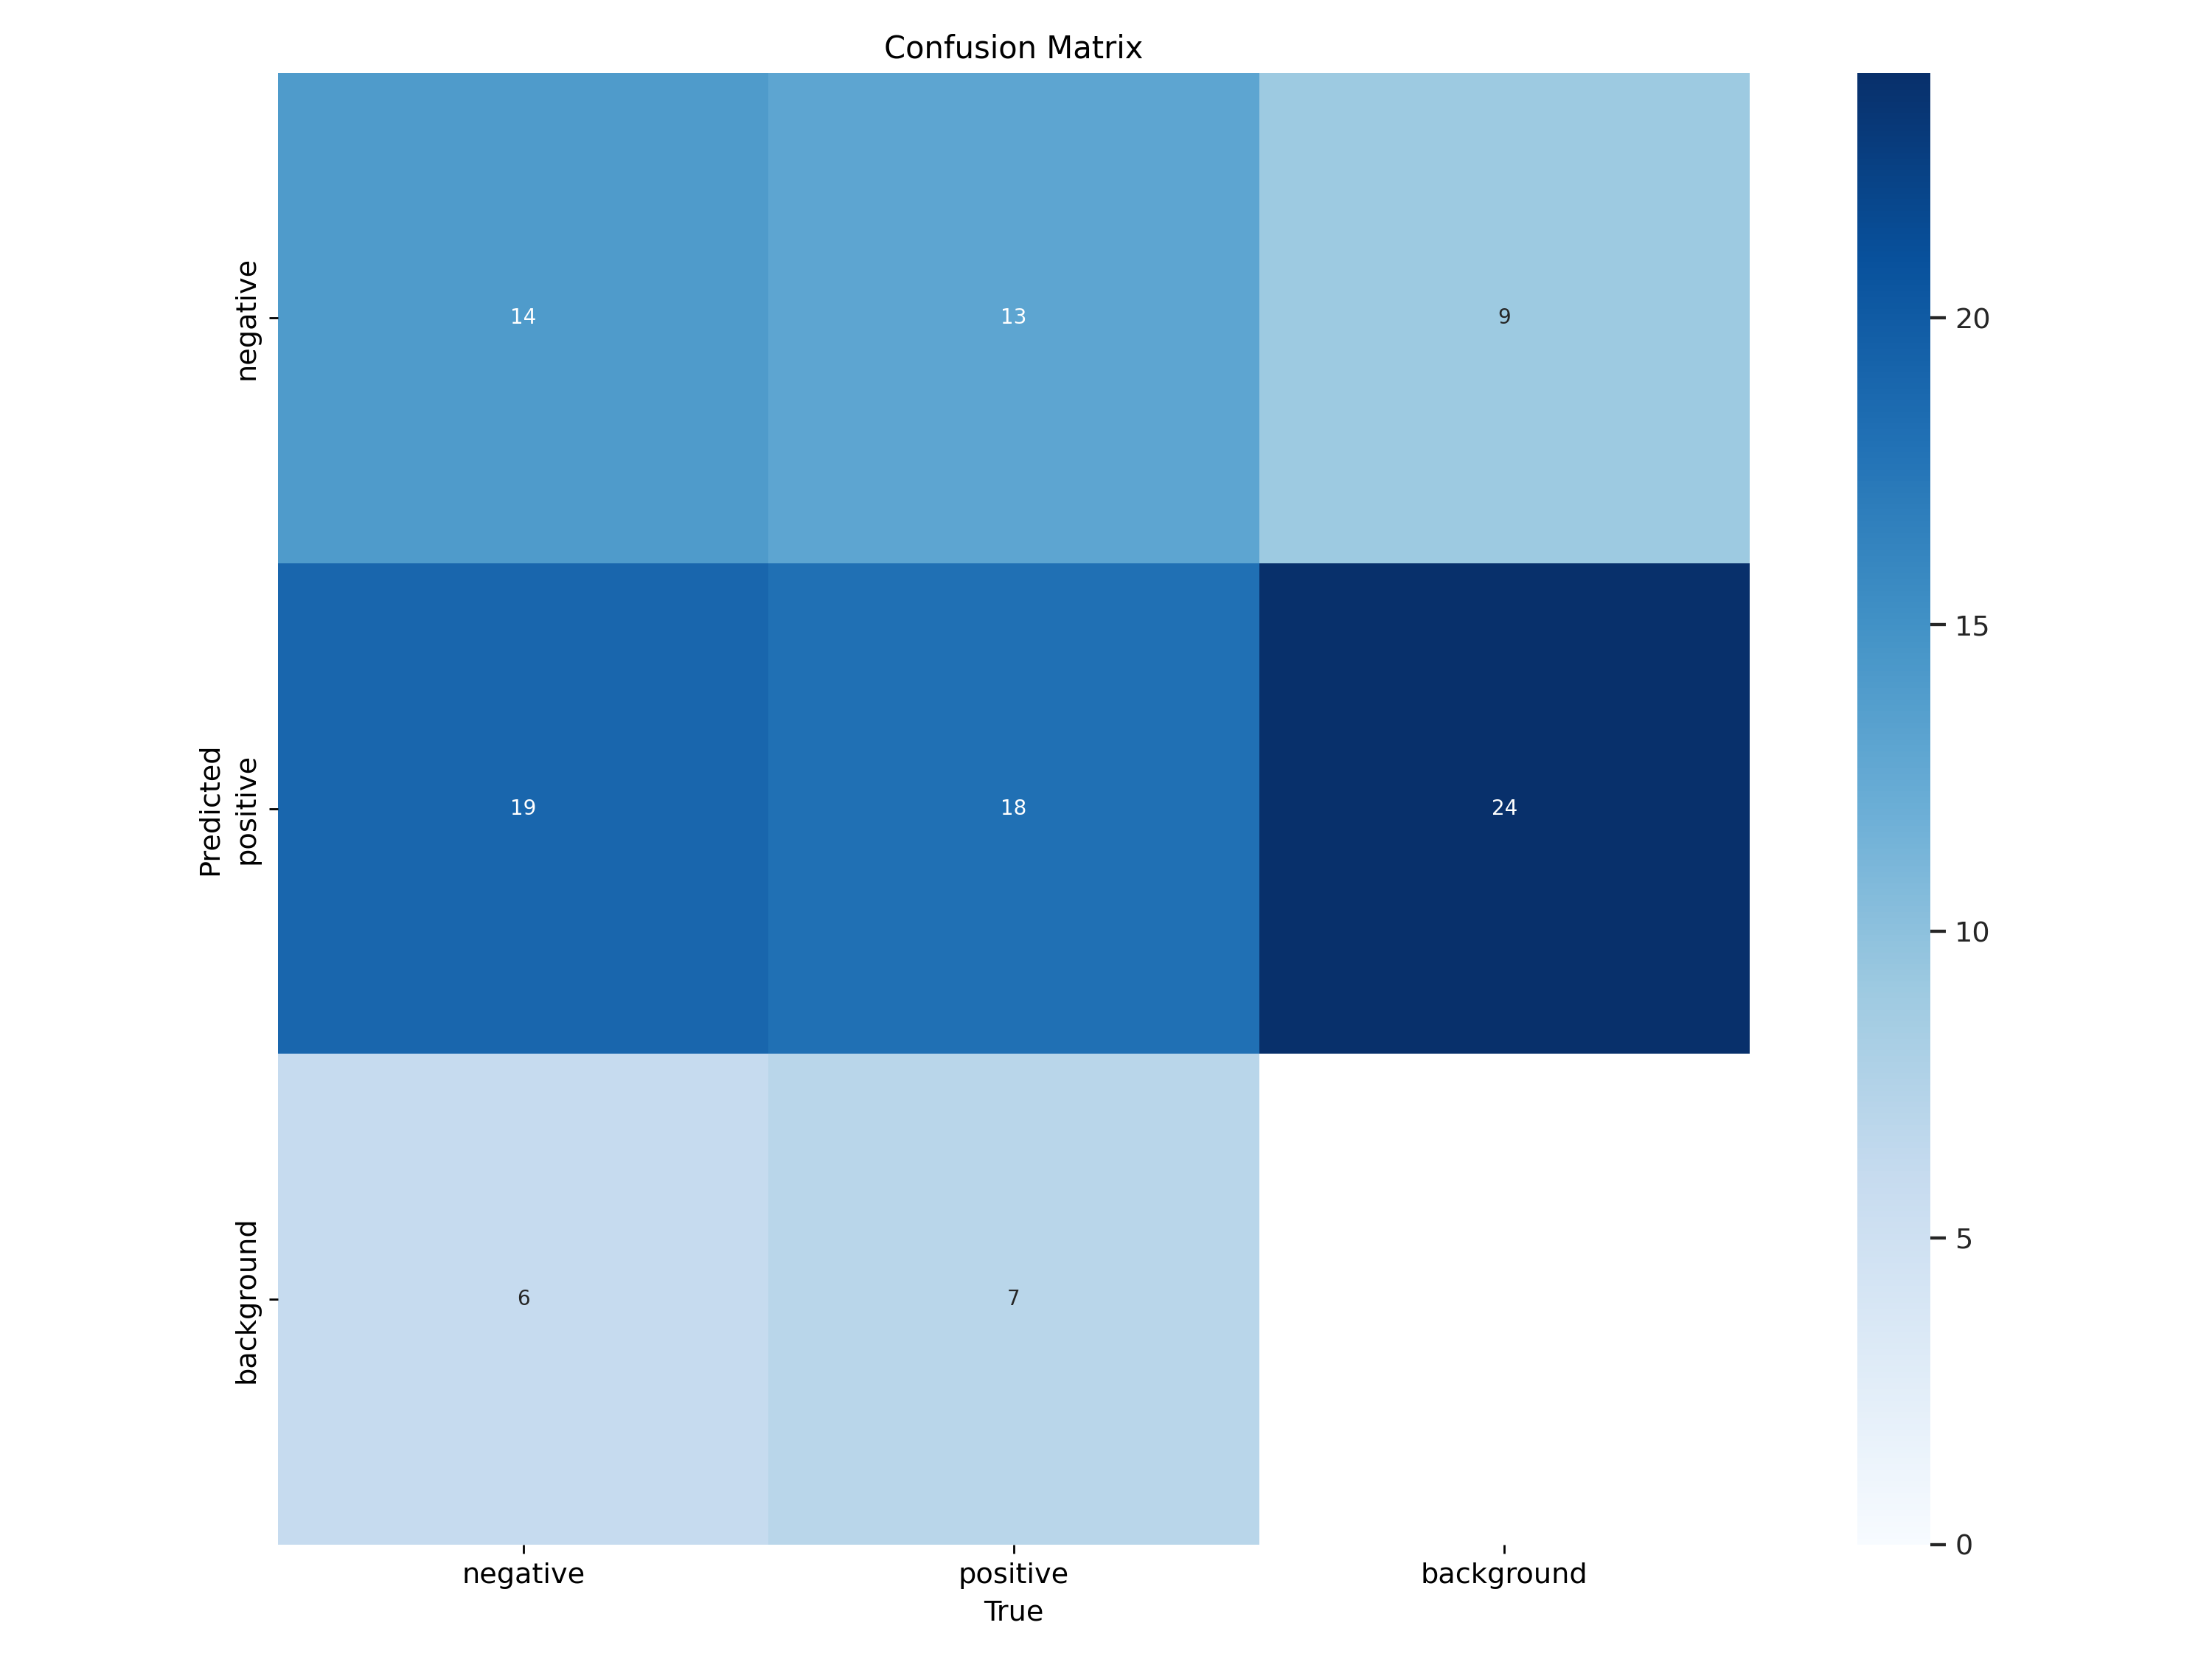 Confusion Matrix
negative
14
13
9
20
15
Predicted
positive
19
18
24
10
background
6
7
5
0
negative
positive
background
True